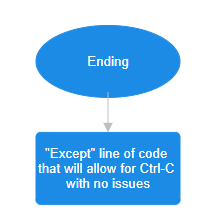 Ending
"Except" line of code
that will allow for Ctrl-C
with no issues